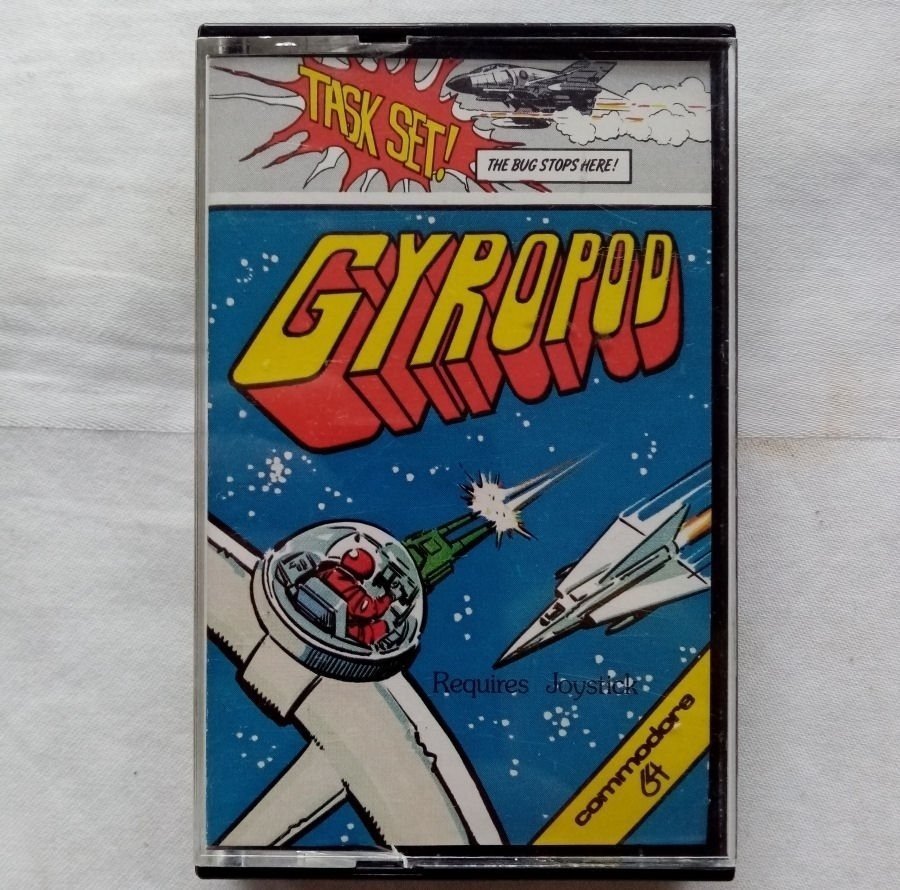 TASK SET!
THE BUG STOPS HERE!
GYROPOD
Requires Joystick
commodore
64